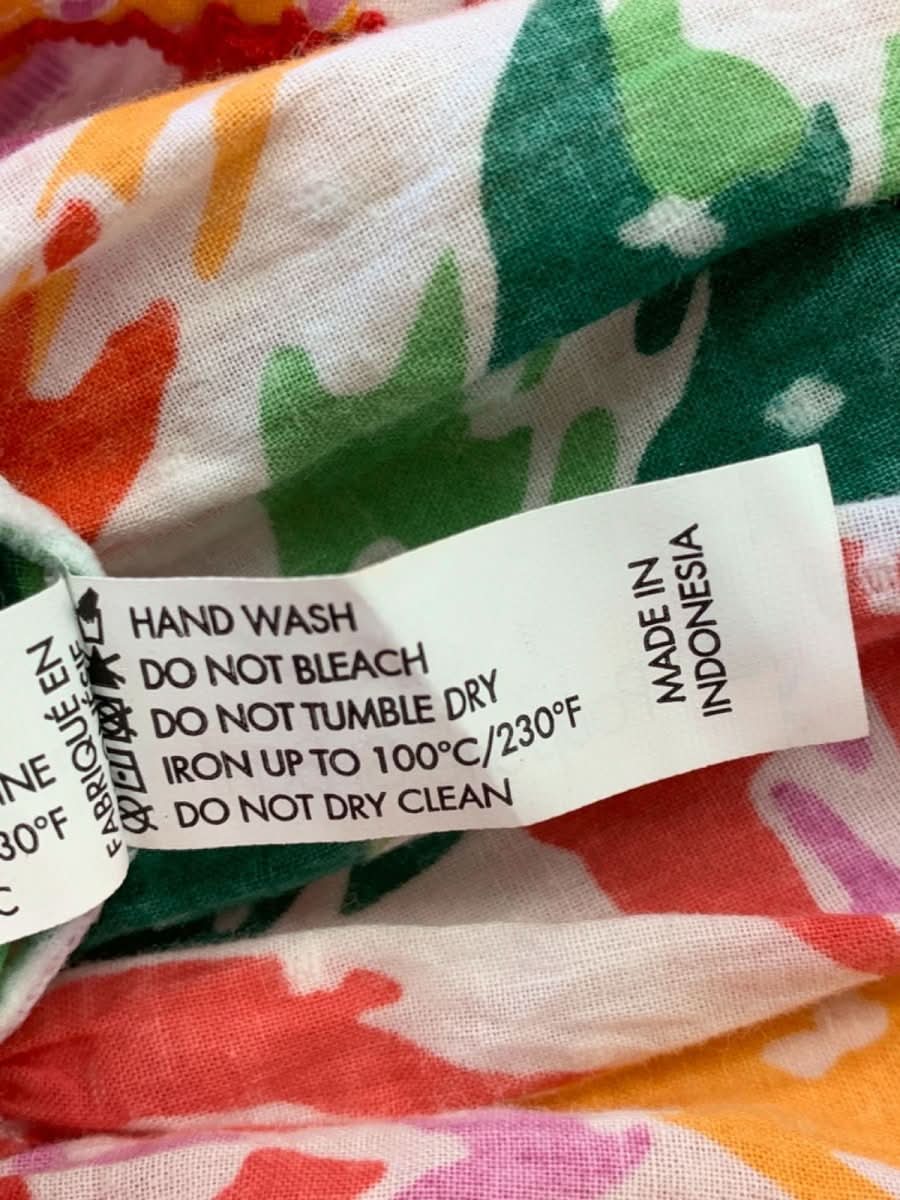 HAND WASH
DO NOT BLEACH
DO NOT TUMBLE DRY
IRON UP TO 100°C/230°F
DO NOT DRY CLEAN
MADE IN
INDONESIA
FABRIQUÉ EN
30°F
C